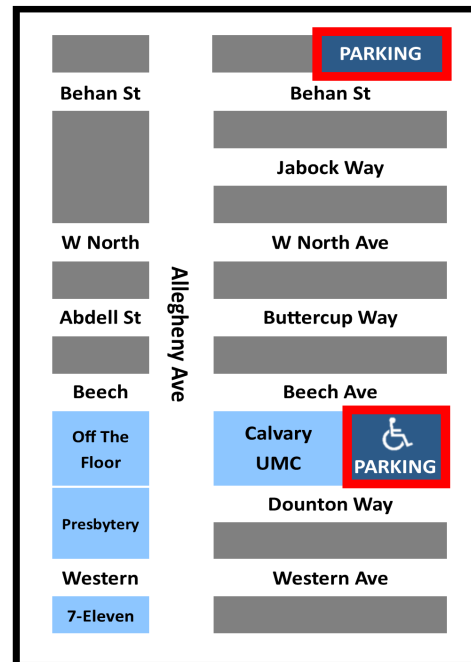 PARKING
Behan St
Behan St
Jabock Way
W North
W North Ave
Allegheny Ave
Abdell St
Buttercup Way
Beech
Beech Ave
Off The
Floor
Calvary
UMC
PARKING
Presbytery
Dounton Way
Western
Western Ave
7-Eleven